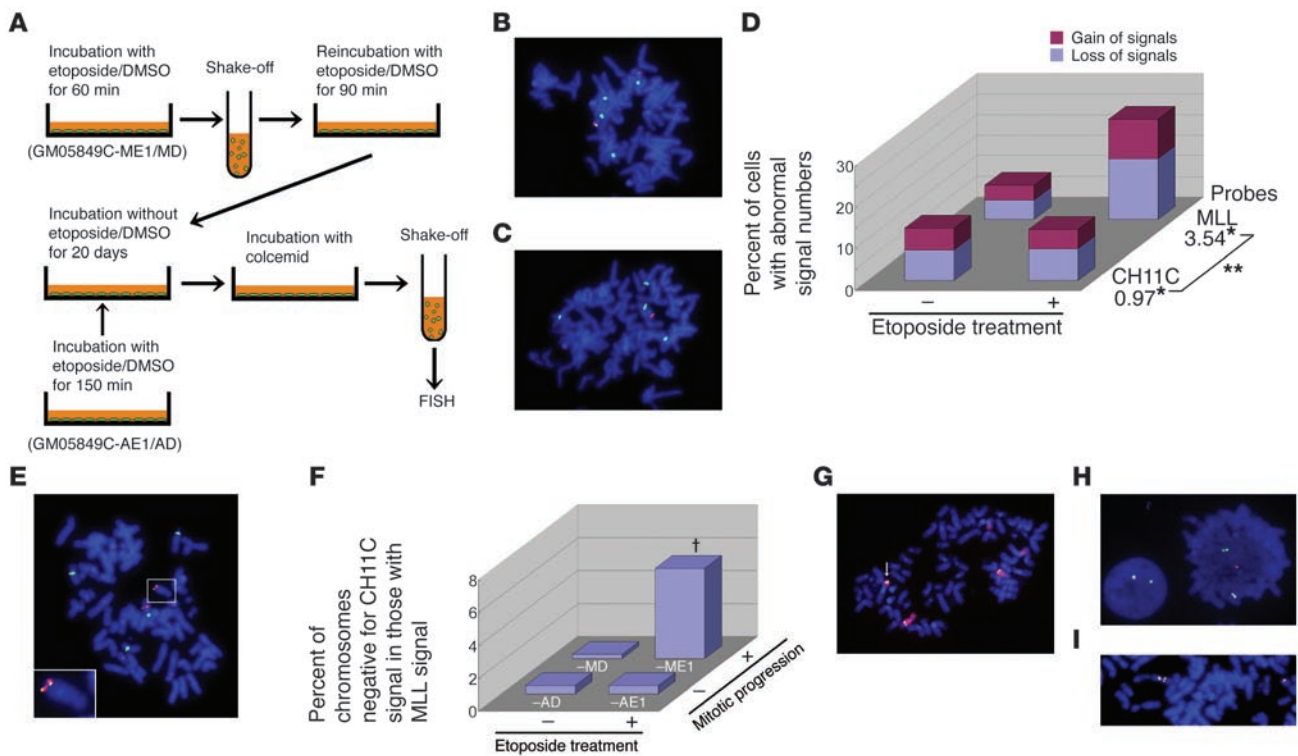 A
Incubation with
etoposide/DMSO
for 60 min
Shake-off
Reincubation with
etoposide/DMSO
for 90 min
(GM05849C-ME1/MD)
Incubation without
etoposide/DMSO
for 20 days
Incubation with
colcemid
Shake-off
Incubation with
etoposide/DMSO
for 150 min
FISH
(GM05849C-AE1/AD)
B
C
D
Gain of signals
Loss of signals
Percent of cells
with abnormal
signal numbers
30
20
10
0
Probes
MLL
3.54*
**
CH11C
0.97*
– +
Etoposide treatment
E
F
Percent of
chromosomes
negative for CH11C
signal in those with
MLL signal
8
6
4
2
0
†
–MD –ME1
–AD –AE1
– +
Etoposide treatment
– +
Mitotic progression
G
H
I